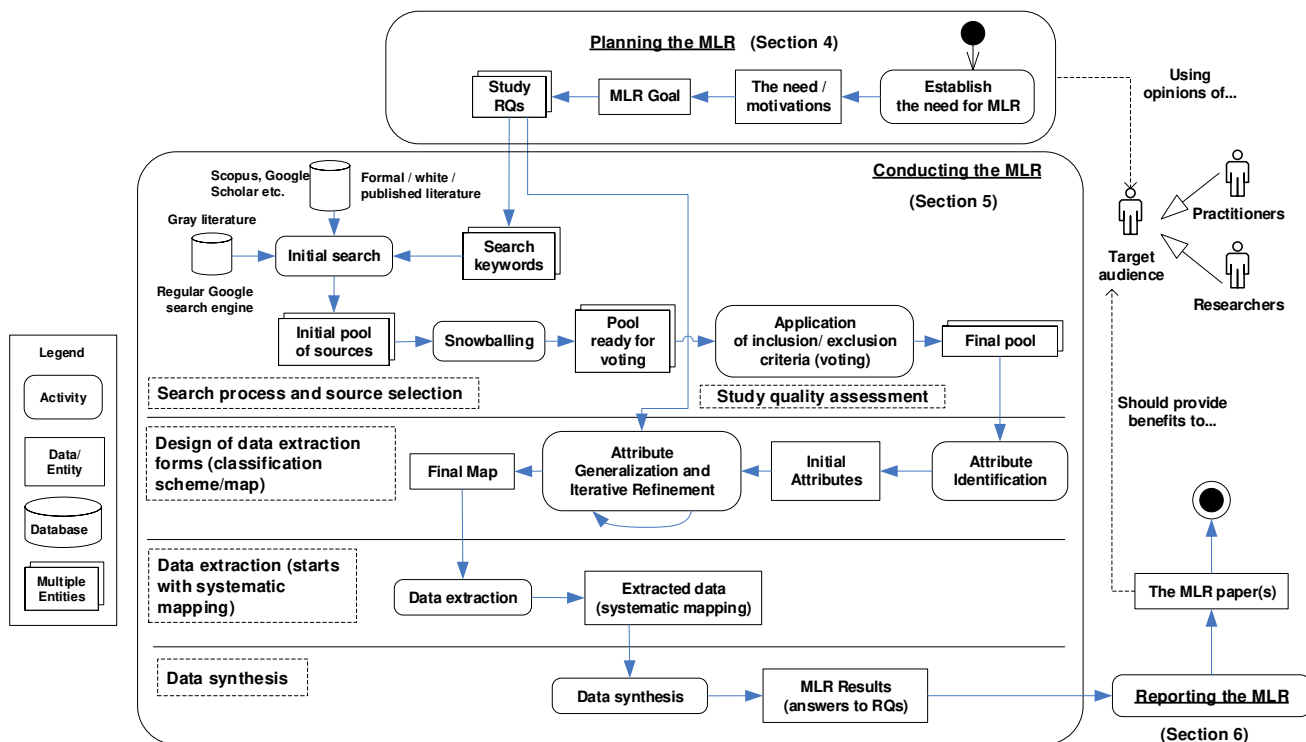 Planning the MLR (Section 4)
Establish
the need for MLR
The need /
motivations
MLR Goal
Study
RQs
Using
opinions of...
Conducting the MLR
(Section 5)
Scopus, Google
Scholar etc.
Formal / white /
published literature
Gray literature
Regular Google
search engine
Initial search
Search
keywords
Initial pool
of sources
Snowballing
Pool
ready for
voting
Application
of inclusion/ exclusion
criteria (voting)
Final pool
Search process and source selection
Study quality assessment
Design of data extraction
forms (classification
scheme/map)
Final Map
Attribute
Generalization and
Iterative Refinement
Initial
Attributes
Attribute
Identification
Data extraction (starts
with systematic
mapping)
Data extraction
Extracted data
(systematic mapping)
Data synthesis
Data synthesis
MLR Results
(answers to RQs)
Reporting the MLR
(Section 6)
The MLR paper(s)
Should provide
benefits to...
Target
audience
Practitioners
Researchers
Legend
Activity
Data/
Entity
Database
Multiple
Entities